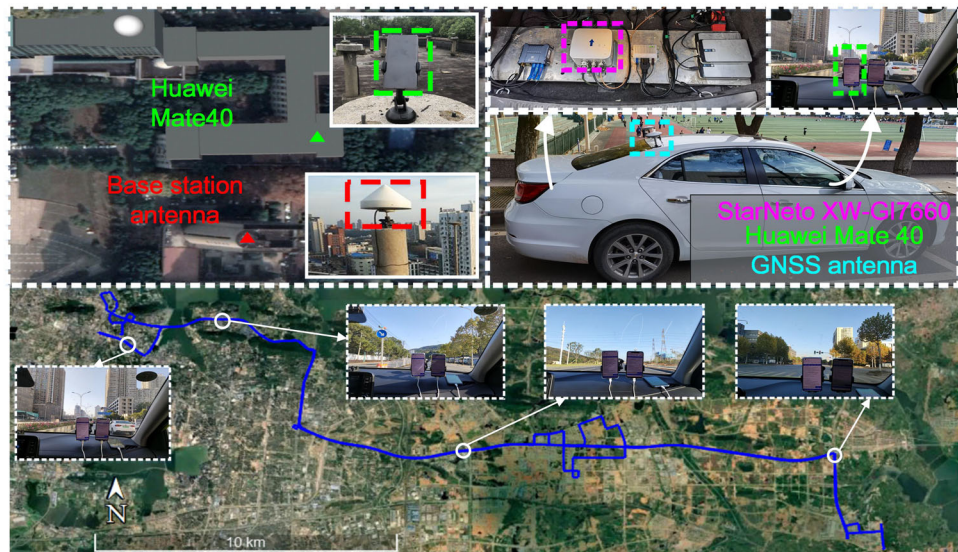 Huawei
Mate40
Base station
antenna
StarNeto XW-GI7660
Huawei Mate 40
GNSS antenna
N
10 km